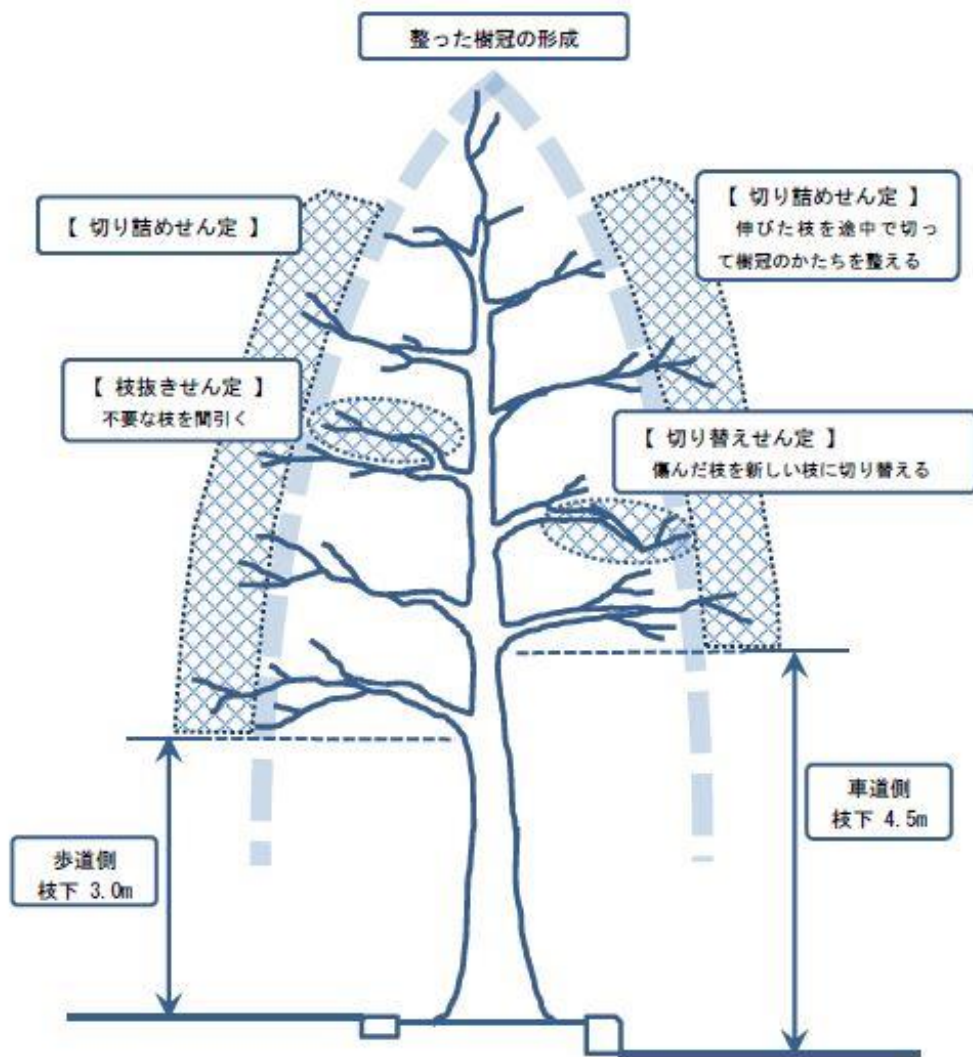 整った樹冠の形成
【 切り詰めせん定 】
【 切り詰めせん定 】
伸びた枝を途中で切っ
て樹冠のかたちを整える
【 枝抜きせん定 】
不要な枝を間引く
【 切り替えせん定 】
傷んだ枝を新しい枝に切り替える
車道側
枝下 4.5m
歩道側
枝下 3.0m